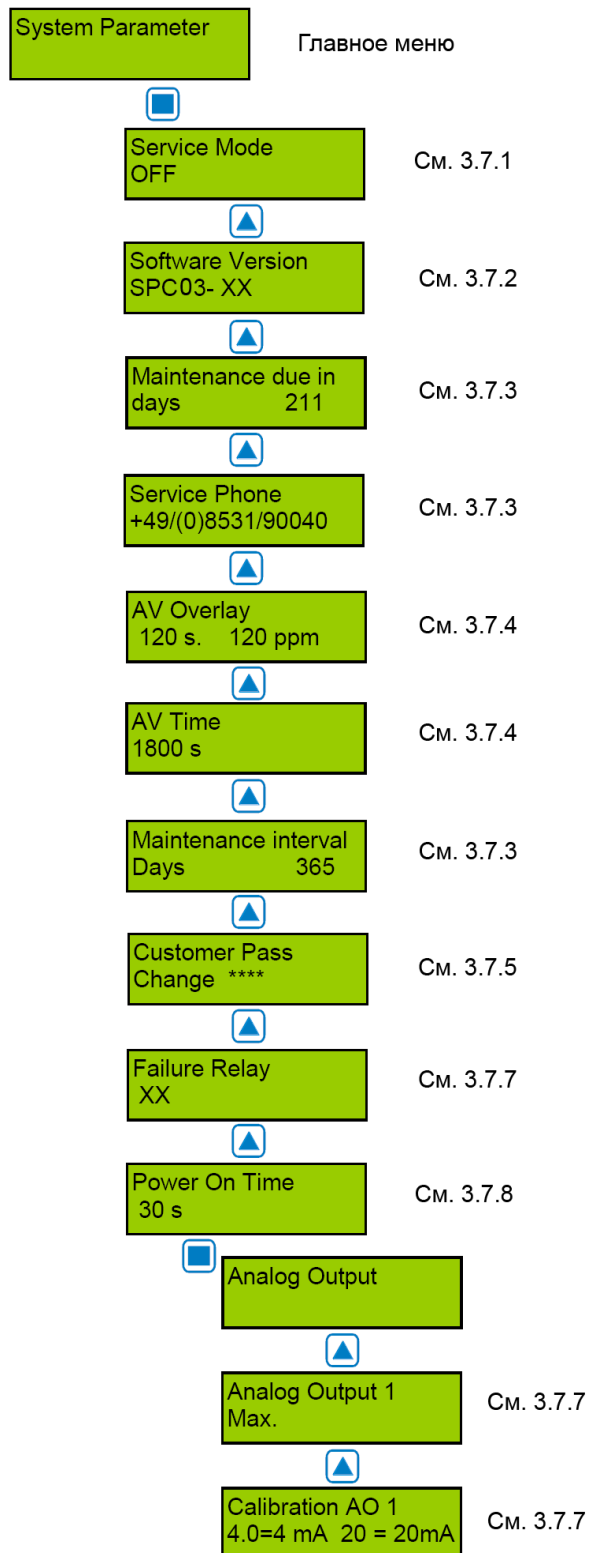 System Parameter
Главное меню
Service Mode
OFF
См. 3.7.1
Software Version
SPC03- XX
См. 3.7.2
Maintenance due in
days 211
См. 3.7.3
Service Phone
+49/(0)8531/90040
См. 3.7.3
AV Overlay
120 s. 120 ppm
См. 3.7.4
AV Time
1800 s
См. 3.7.4
Maintenance interval
Days 365
См. 3.7.3
Customer Pass
Change ****
См. 3.7.5
Failure Relay
XX
См. 3.7.7
Power On Time
30 s
См. 3.7.8
Analog Output
Analog Output 1
Max.
См. 3.7.7
Calibration AO 1
4.0=4 mA 20 = 20mA
См. 3.7.7